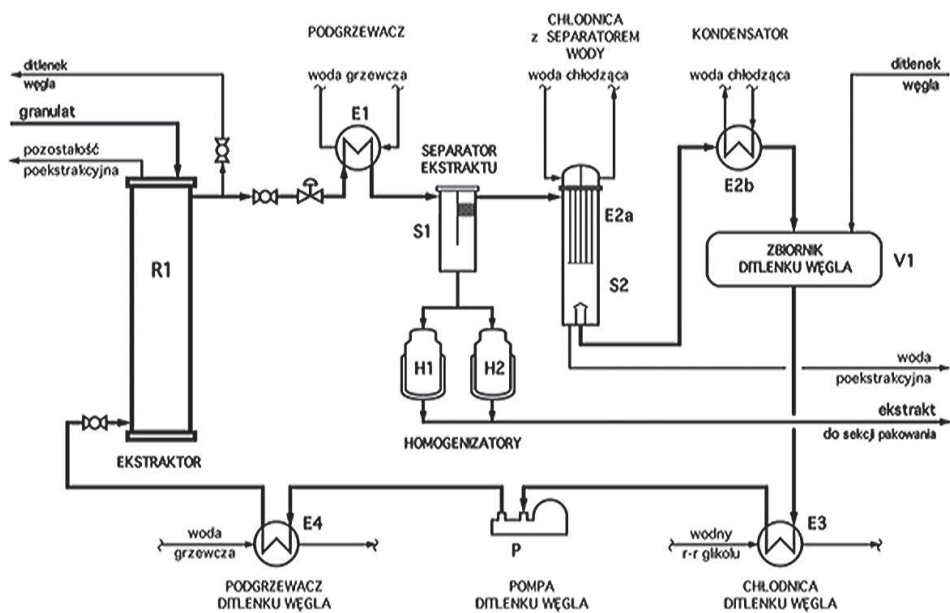 PODGRZEWACZ
woda grzewcza
E1
CHŁODNICA
z SEPARATOREM
WODY
woda chłodząca
KONDENSATOR
woda chłodząca
E2b
ditlenek
węgla
ditlenek
węgla
granulat
pozostałość
poekstrakcyjna
SEPARATOR
EKSTRAKTU
S1
E2a
S2
R1
ZBIORNIK
DITLENKU WĘGLA
V1
H1
H2
woda
poekstrakcyjna
ekstrakt
do sekcji pakowania
HOMOGENIZATORY
EKSTRAKTOR
woda
grzewcza
E4
PODGRZEWACZ
DITLENKU WĘGLA
P
POMPA
DITLENKU WĘGLA
wodny
r-r glikolu
E3
CHŁODNICA
DITLENKU WĘGLA